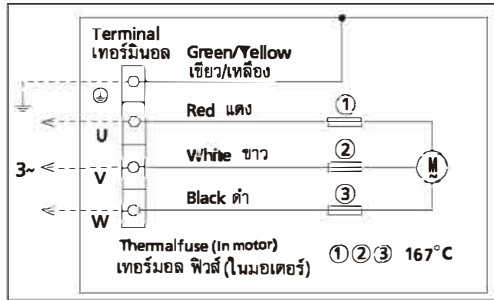 Terminal
เทอร์มินอล
Green/Yellow
เขียว/เหลือง
Red แดง
①
U
White ขาว
②
3~
V
M
~
Black ดำ
③
W
Thermalfuse (In motor)
①②③ 167°C
เทอร์มอล ฟิวส์ (ในมอเตอร์)